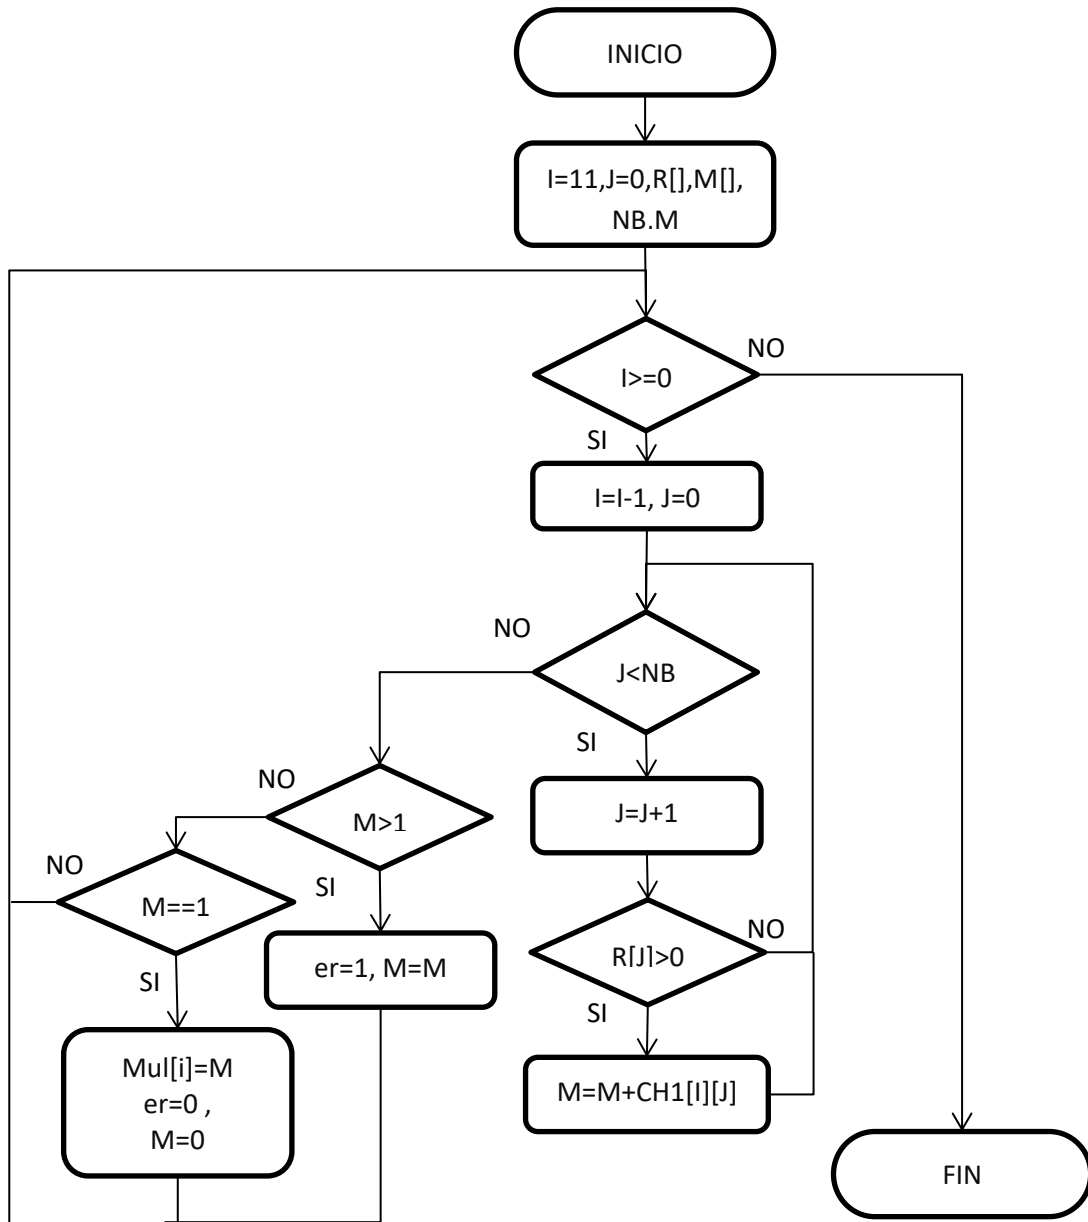 INICIO
I=11,J=0,R[],M[],
NB.M
NO
I>=0
SI
I=I-1, J=0
NO
J<NB
SI
NO
J=J+1
M>1
NO
SI
NO
M==1
R[J]>0
er=1, M=M
SI
SI
Mul[i]=M
er=0 ,
M=0
M=M+CH1[I][J]
FIN